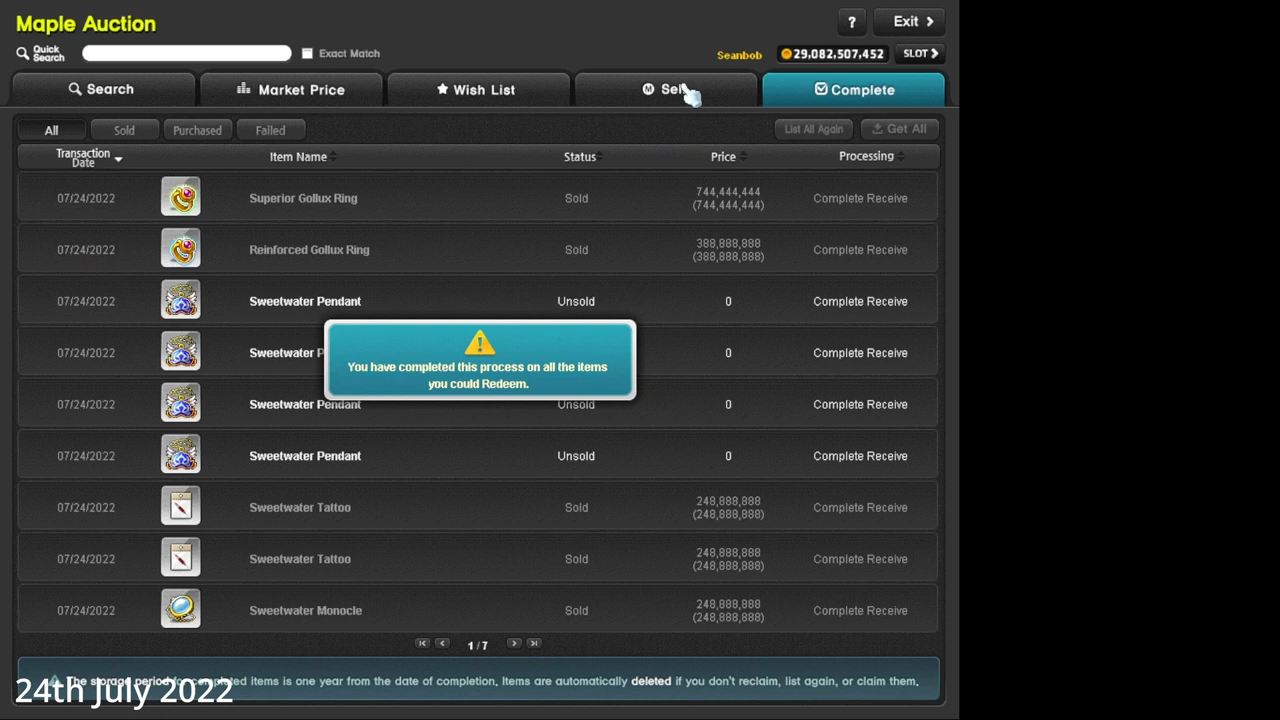 Maple Auction
?
Exit >
Quick
Search
Exact Match
Seanbob
29,082,507,452
SLOT >
Search
Market Price
Wish List
Complete
All
Sold
Purchased
Failed
List All Again
Get All
Transaction
Date
Item Name
Status
Price
Processing
07/24/2022 Superior Gollux Ring Sold 744,444,444 (744,444,444) Complete Receive
07/24/2022 Reinforced Gollux Ring Sold 388,888,888 (388,888,888) Complete Receive
07/24/2022 Sweetwater Pendant Unsold 0 Complete Receive
07/24/2022 Sweetwater 0 Complete Receive
You have completed this process on all the items
you could Redeem.
07/24/2022 Sweetwater Pendant Unsold 0 Complete Receive
07/24/2022 Sweetwater Pendant Unsold 0 Complete Receive
07/24/2022 Sweetwater Tattoo Sold 248,888,888 (248,888,888) Complete Receive
07/24/2022 Sweetwater Tattoo Sold 248,888,888 (248,888,888) Complete Receive
07/24/2022 Sweetwater Monocle Sold 248,888,888 (248,888,888) Complete Receive
1 / 7
The storage period for completed items is one year from the date of completion. Items are automatically deleted if you don't reclaim, list again, or claim them.
24th July 2022